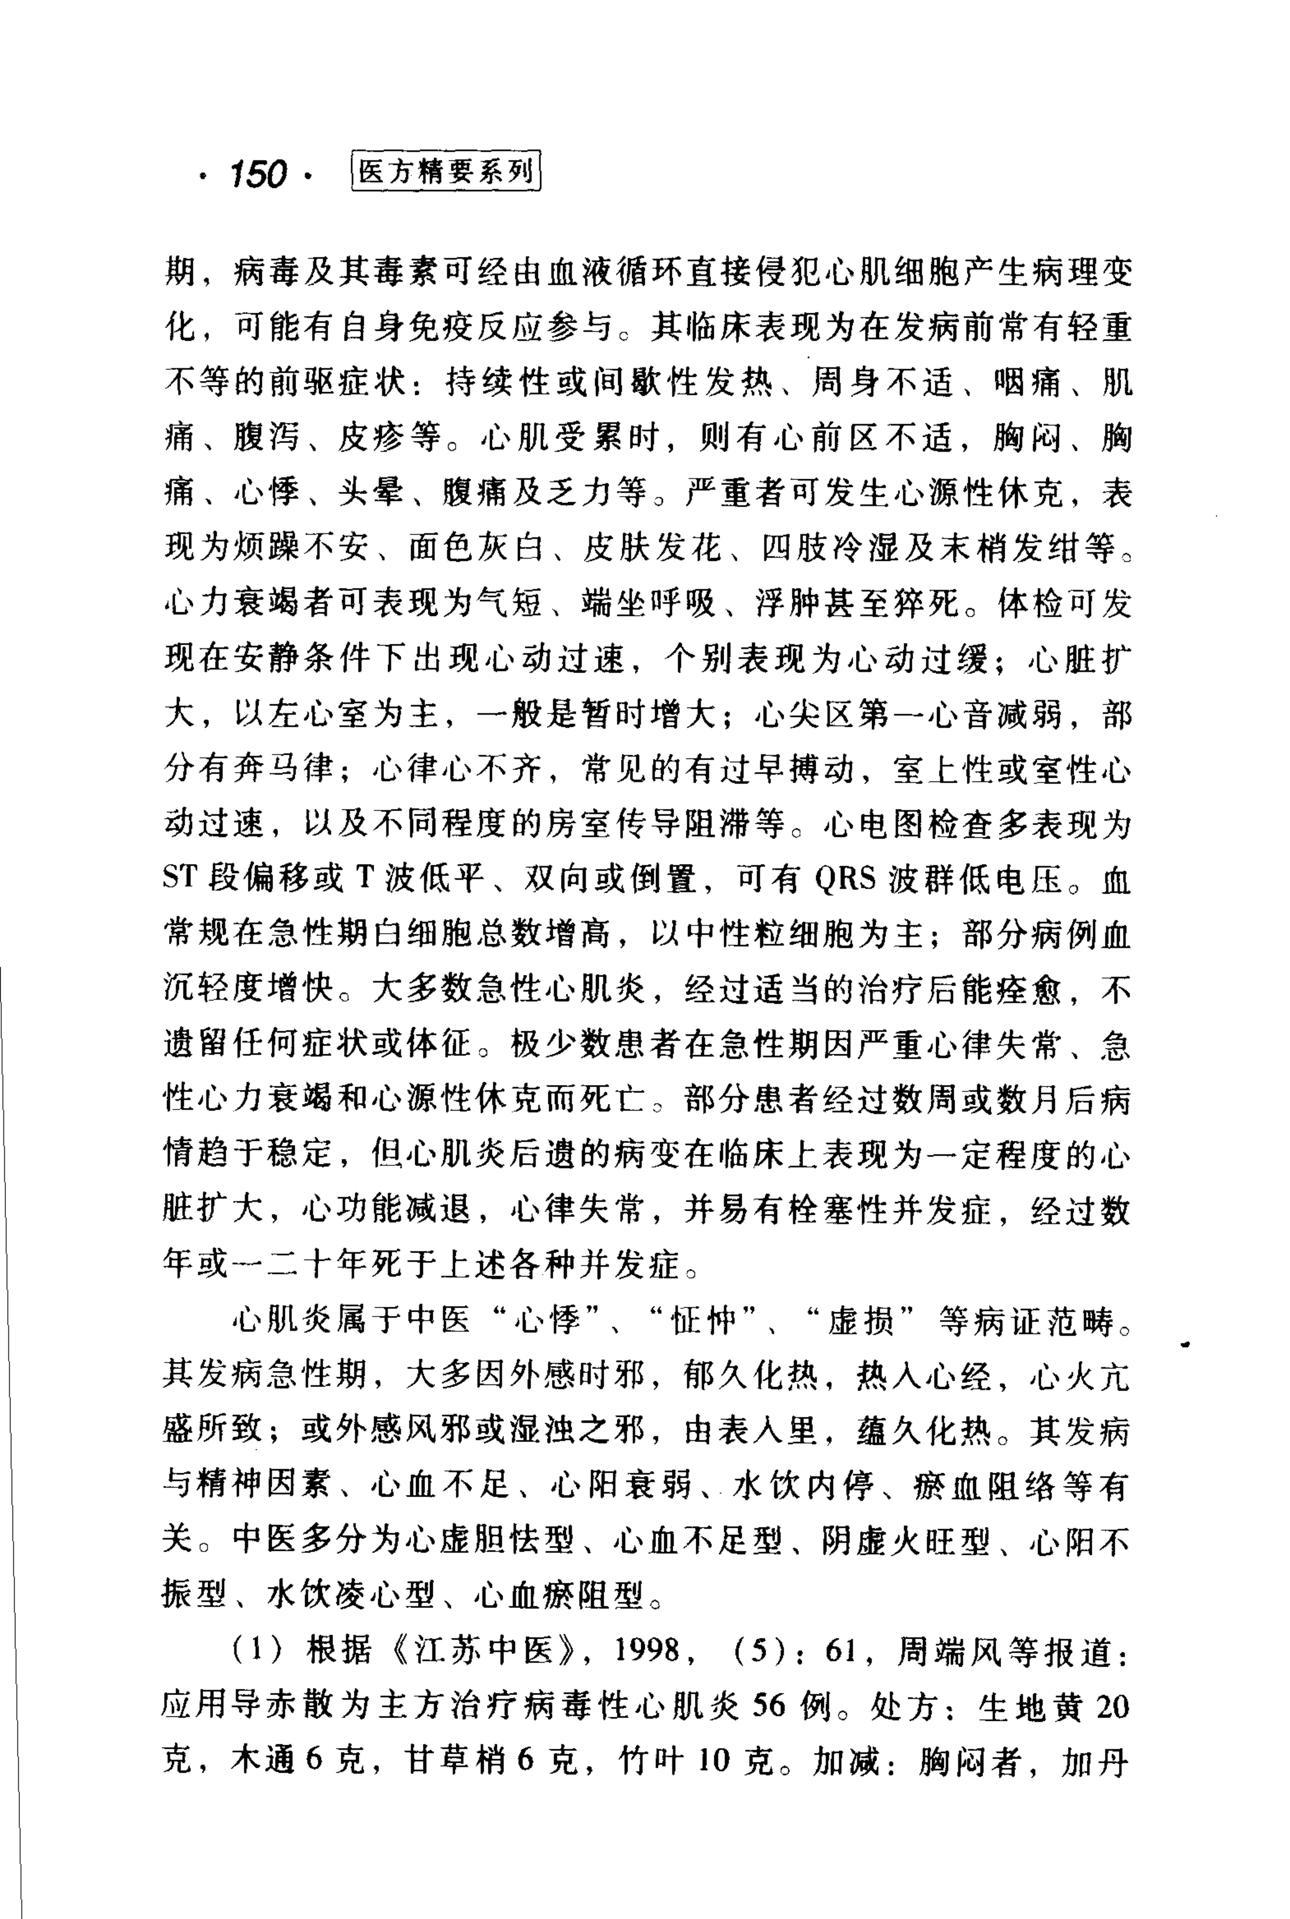 · 150 · 医方精要系列
期，病毒及其毒素可经由血液循环直接侵犯心肌细胞产生病理变
化，可能有自身免疫反应参与。其临床表现为在发病前常有轻重
不等的前驱症状：持续性或间歇性发热、周身不适、咽痛、肌
痛、腹泻、皮疹等。心肌受累时，则有心前区不适，胸闷、胸
痛、心悸、头晕、腹痛及乏力等。严重者可发生心源性休克，表
现为烦躁不安、面色灰白、皮肤发花、四肢冷湿及末梢发绀等。
心力衰竭者可表现为气短、端坐呼吸、浮肿甚至猝死。体检可发
现在安静条件下出现心动过速，个别表现为心动过缓；心脏扩
大，以左心室为主，一般是暂时增大；心尖区第一心音减弱，部
分有奔马律；心律心不齐，常见的有过早搏动，室上性或室性心
动过速，以及不同程度的房室传导阻滞等。心电图检查多表现为
ST 段偏移或 T 波低平、双向或倒置，可有 QRS 波群低电压。血
常规在急性期白细胞总数增高，以中性粒细胞为主；部分病例血
沉轻度增快。大多数急性心肌炎，经过适当的治疗后能痊愈，不
遗留任何症状或体征。极少数患者在急性期因严重心律失常、急
性心力衰竭和心源性休克而死亡。部分患者经过数周或数月后病
情趋于稳定，但心肌炎后遗的病变在临床上表现为一定程度的心
脏扩大，心功能减退，心律失常，并易有栓塞性并发症，经过数
年或一二十年死于上述各种并发症。
心肌炎属于中医“心悸”、“怔忡”、“虚损”等病证范畴。
其发病急性期，大多因外感时邪，郁久化热，热入心经，心火亢
盛所致；或外感风邪或湿浊之邪，由表入里，蕴久化热。其发病
与精神因素、心血不足、心阳衰弱、水饮内停、瘀血阻络等有
关。中医多分为心虚胆怯型、心血不足型、阴虚火旺型、心阳不
振型、水饮凌心型、心血瘀阻型。
（1）根据《江苏中医》，1998，（5）：61，周端风等报道：
应用导赤散为主方治疗病毒性心肌炎 56 例。处方：生地黄 20
克，木通 6 克，甘草梢 6 克，竹叶 10 克。加减：胸闷者，加丹